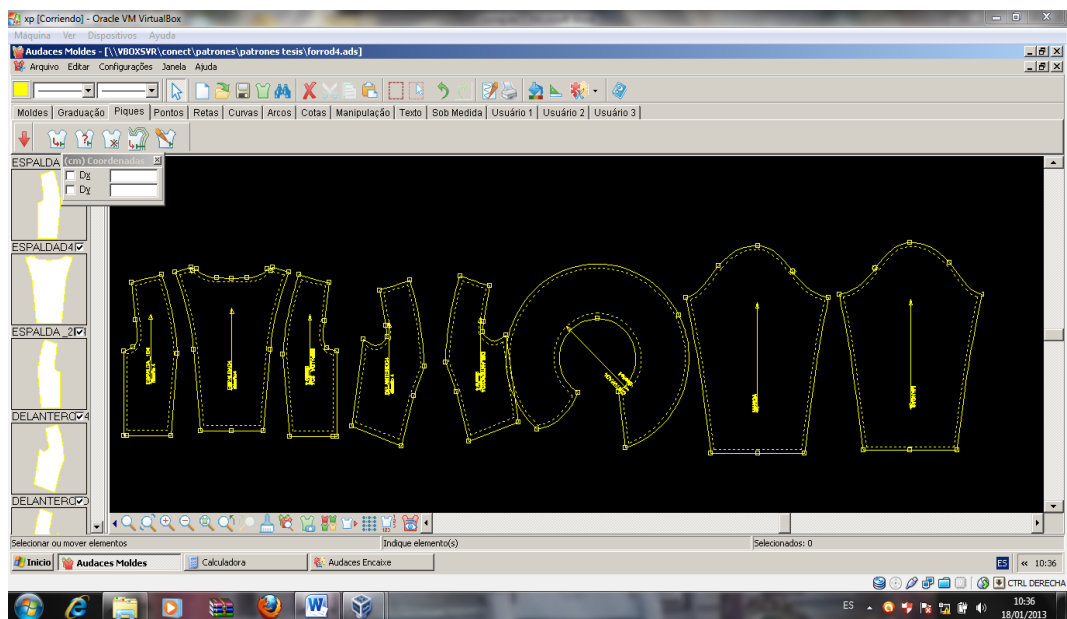 xp [Corriendo] - Oracle VM VirtualBox
Máquina Ver Dispositivos Ayuda
Audaces Moldes - [\\VBOXSVR\conect\patrones\patrones tesis\forrod4.ads]
Arquivo Editar Configurações Janela Ajuda
Moldes Graduação Piques Pontos Retas Curvas Arcos Cotas Manipulação Texto Sob Medida Usuário 1 Usuário 2 Usuário 3
ESPALDA
(cm) Coordenadas
Dx
Dy
ESPALDAD4
ESPALDA_2
DELANTERO
DELANTERO
Selecionar ou mover elementos Indique elemento(s) Selecionados: 0
Inicio Audaces Moldes Calculadora Audaces Encaixe ES « 10:36
CTRL DERECHA
ES 10:36
18/01/2013